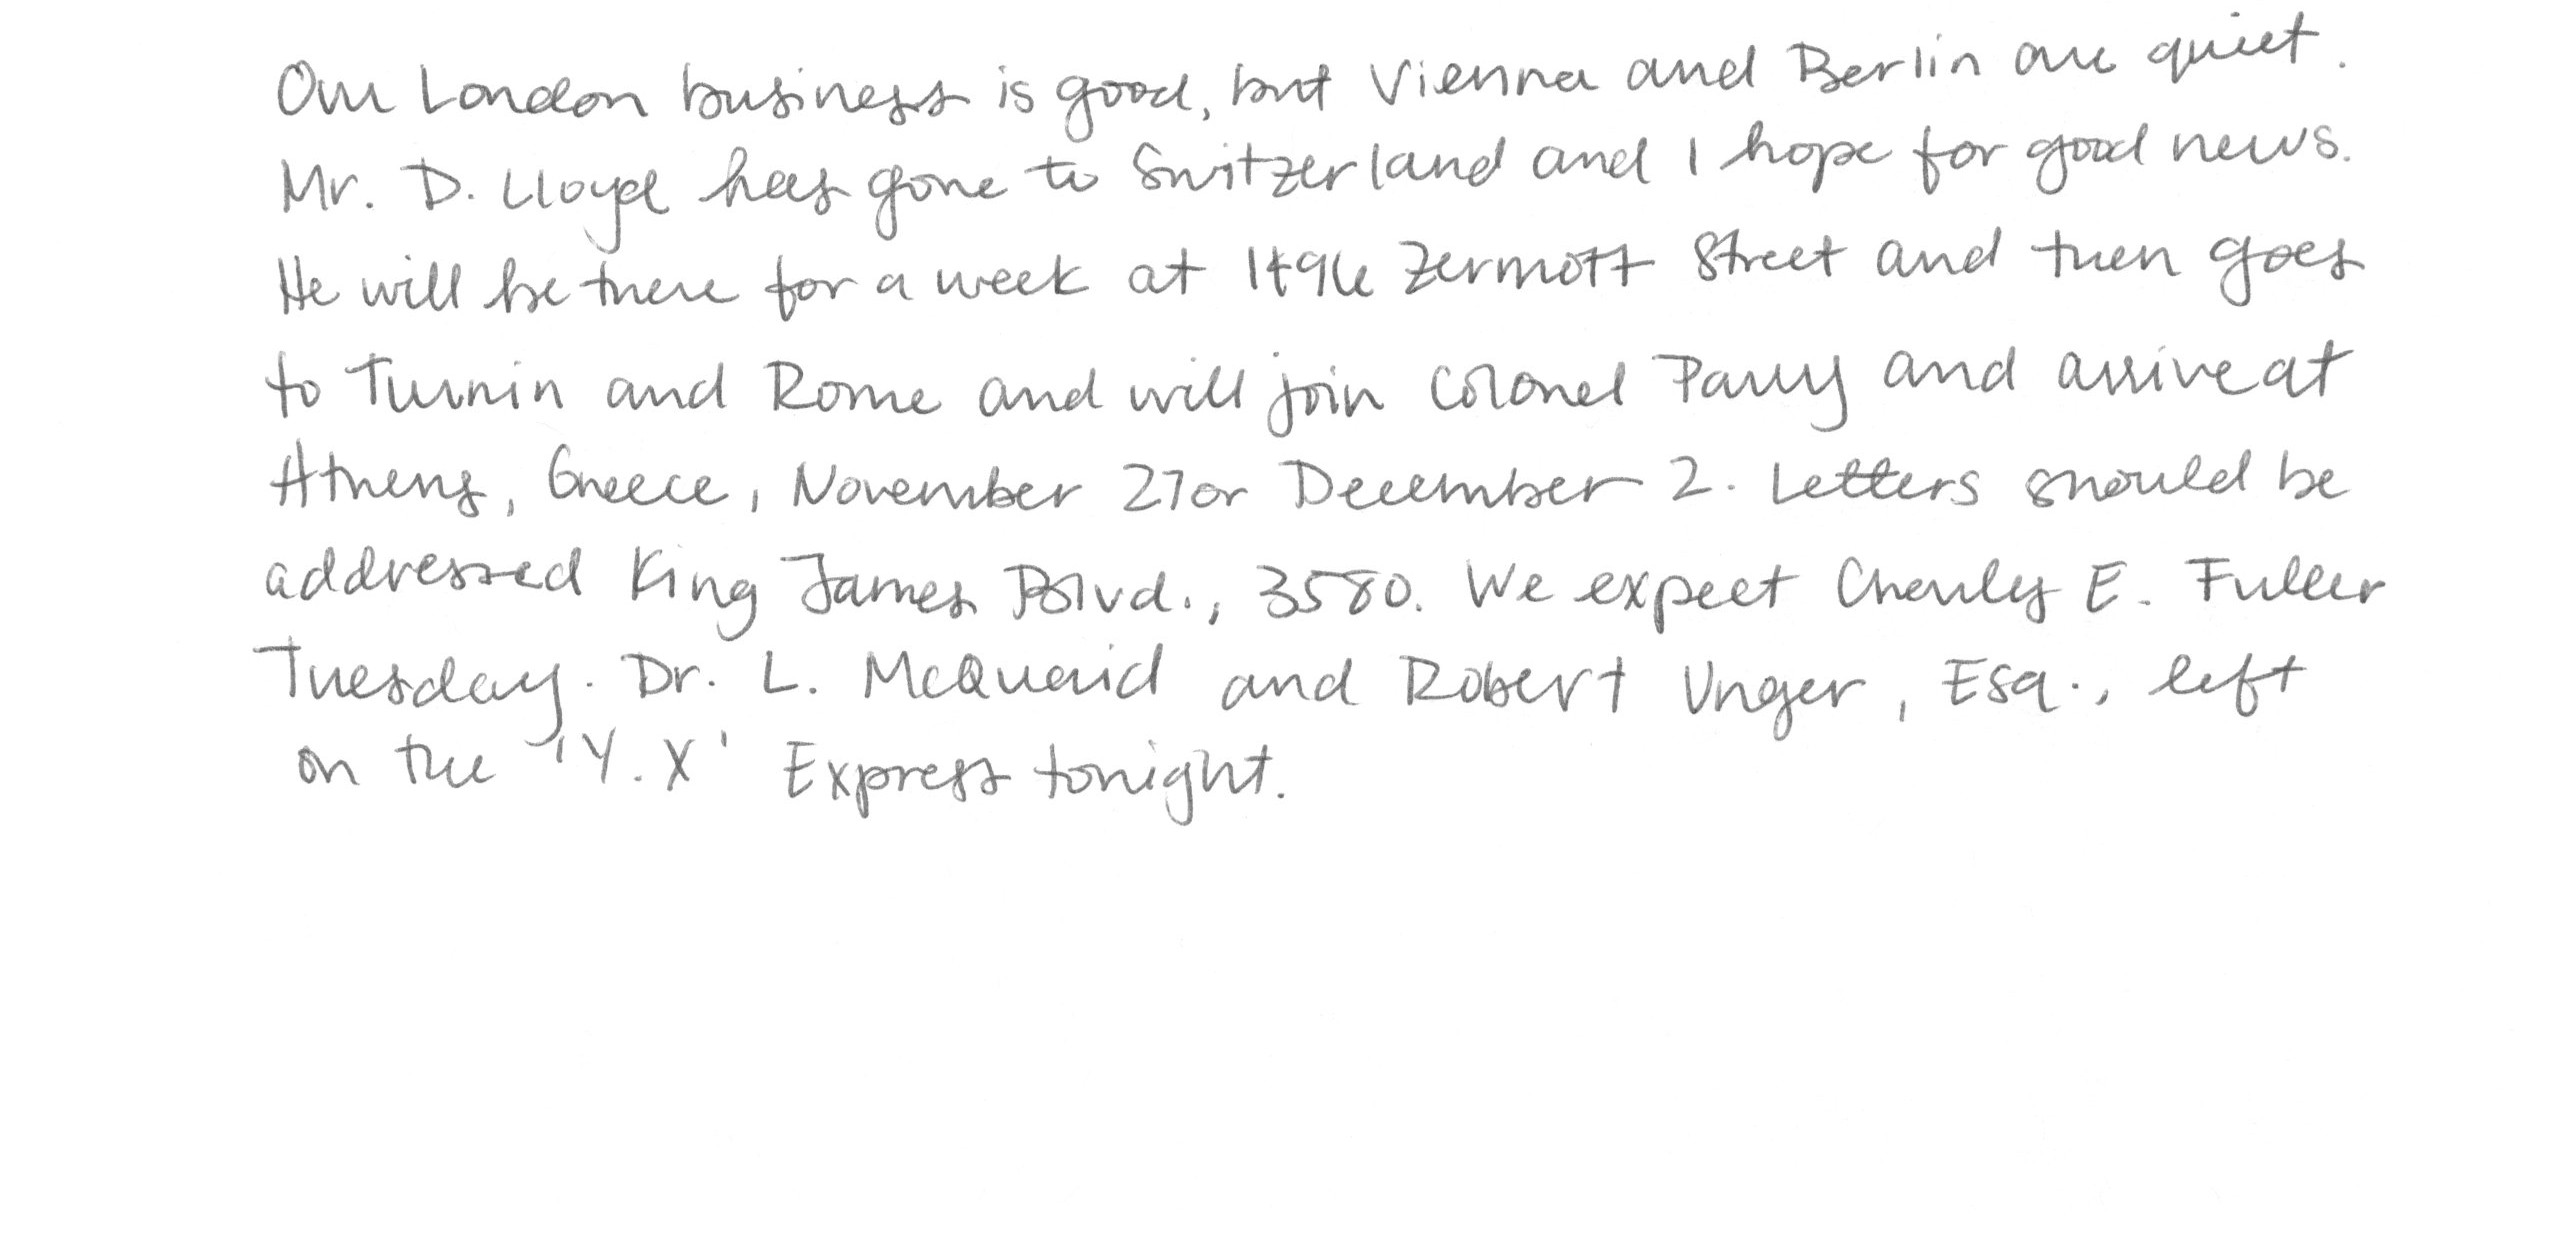 Our London business is good, but Vienna and Berlin are quiet.
Mr. D. Lloyd has gone to Switzerland and I hope for good news.
He will be there for a week at 1496 Zermott Street and then goes
to Turnin and Rome and will join Colonel Parry and arrive at
Athens, Greece, November 27 or December 2. Letters should be
addressed King James Blvd., 3580. We expect Charly E. Fuller
Tuesday. Dr. L. McQuaid and Robert Unger, Esq., left
on the 'Y.X' Express tonight.